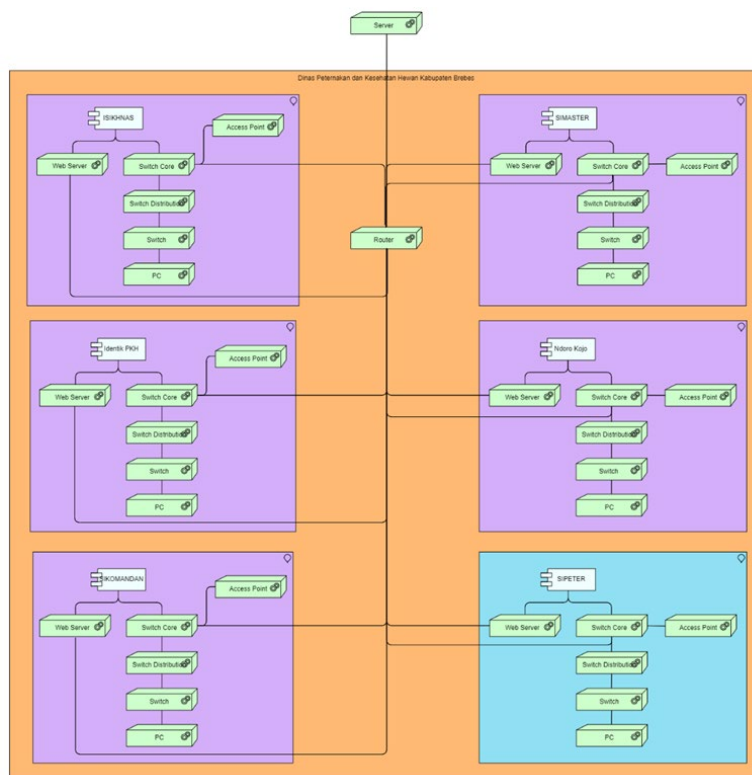 Server
Dinas Peternakan dan Kesehatan Hewan Kabupaten Brebes
ISIKHNAS
Access Point
Web Server
Switch Core
Switch Distribution
Switch
PC
SIMASTER
Web Server
Switch Core
Access Point
Switch Distribution
Switch
PC
Router
Identik PKH
Access Point
Web Server
Switch Core
Switch Distribution
Switch
PC
Ndoro Kojo
Web Server
Switch Core
Access Point
Switch Distribution
Switch
PC
SIKOMANDAN
Access Point
Web Server
Switch Core
Switch Distribution
Switch
PC
SIPETER
Web Server
Switch Core
Access Point
Switch Distribution
Switch
PC